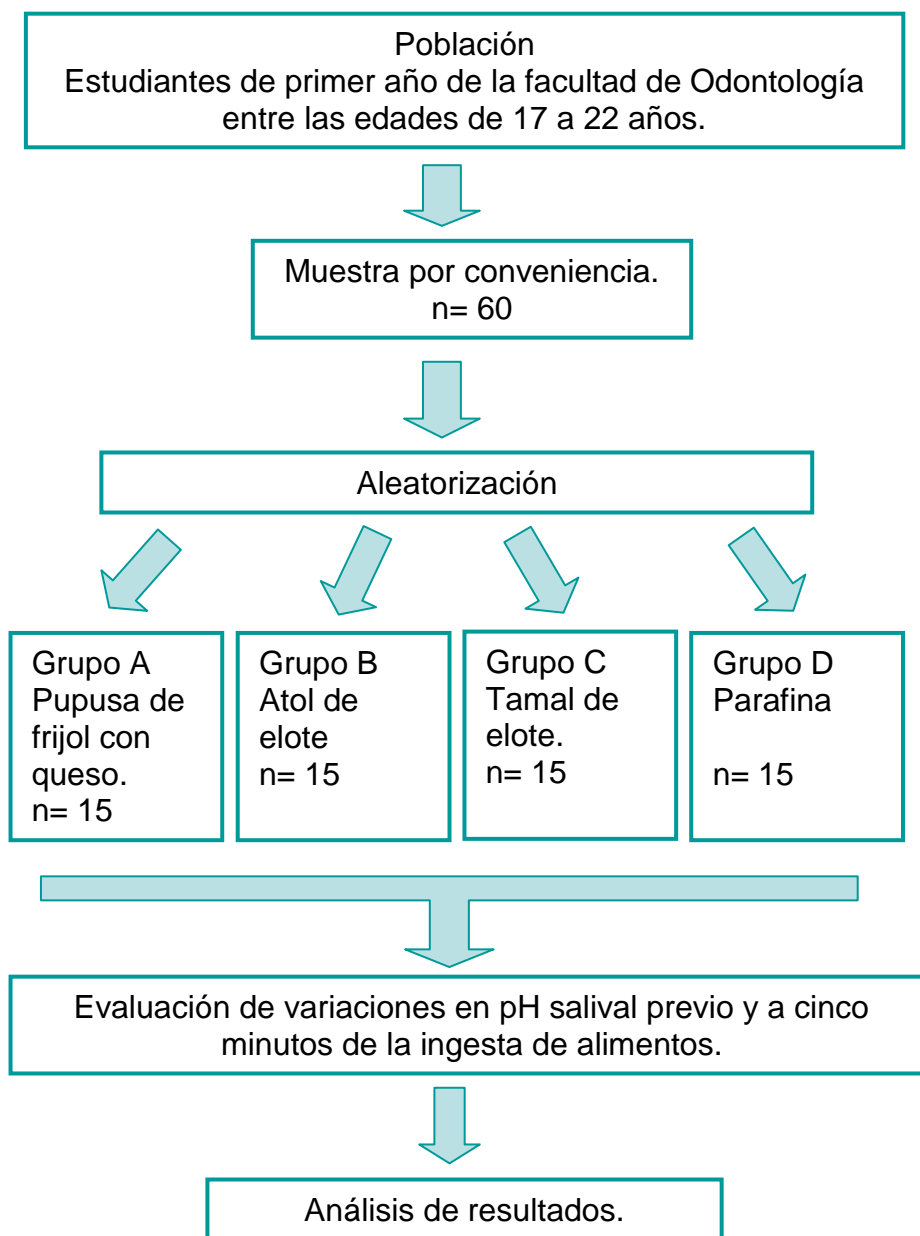 Población
Estudiantes de primer año de la facultad de Odontología
entre las edades de 17 a 22 años.
Muestra por conveniencia.
n= 60
Aleatorización
Grupo A
Pupusa de
frijol con
queso.
n= 15
Grupo B
Atol de
elote
n= 15
Grupo C
Tamal de
elote.
n= 15
Grupo D
Parafina
n= 15
Evaluación de variaciones en pH salival previo y a cinco
minutos de la ingesta de alimentos.
Análisis de resultados.